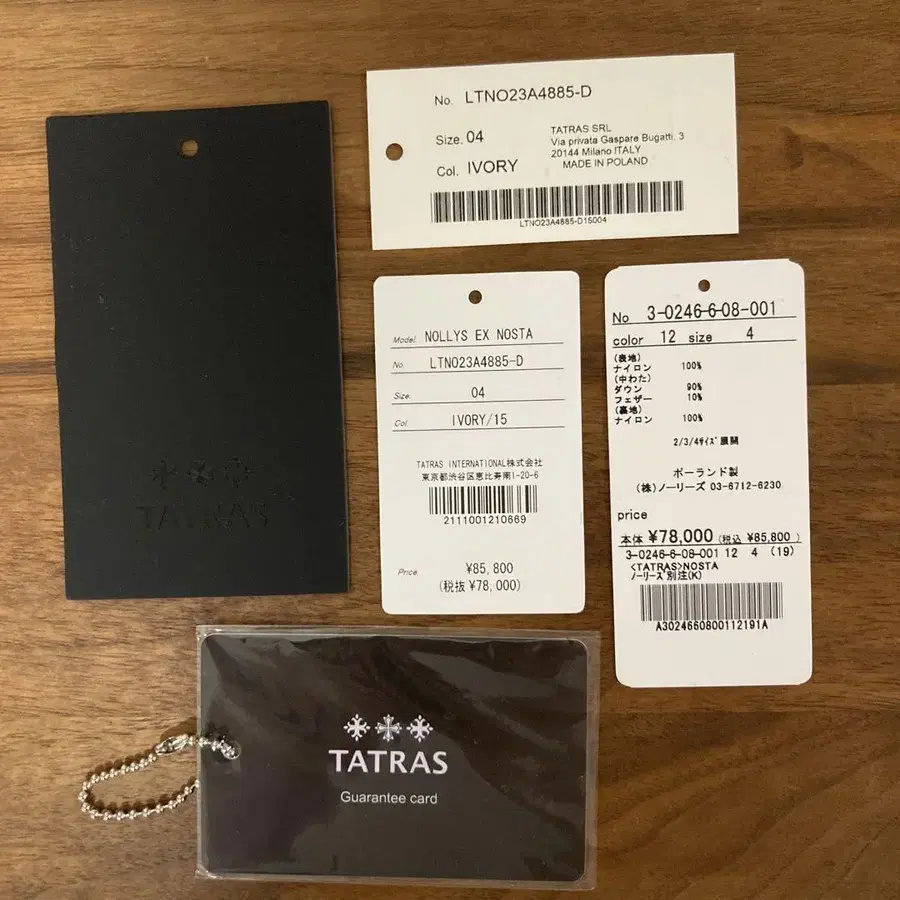 TATRAS
No. LTNO23A4885-D
Size. 04
Col. IVORY
TATRAS SRL
Via privata Gaspare Bugatti, 3
20144 Milano ITALY
MADE IN POLAND
LTNO23A4885-D15004
Model. NOLLYS EX NOSTA
No. LTNO23A4885-D
Size. 04
Col. IVORY/15
TATRAS INTERNATIONAL株式会社
東京都渋谷区恵比寿南1-20-6
2111001210669
Price. ¥85,800
(税抜 ¥78,000)
No 3-0246-6-08-001
color 12 size 4
(表地)
ナイロン 100%
(中わた)
ダウン 90%
フェザー 10%
(裏地)
ナイロン 100%
2/3/4ｻｲｽﾞ展開
ポーランド製
(株)ノーリーズ 03-6712-6230
price
本体 ¥78,000 (税込 ¥85,800 )
3-0246-6-08-001 12 4 (19)
<TATRAS>NOSTA
ﾉｰﾘｰｽﾞ別注(K)
A3024660800112191A
TATRAS
Guarantee card